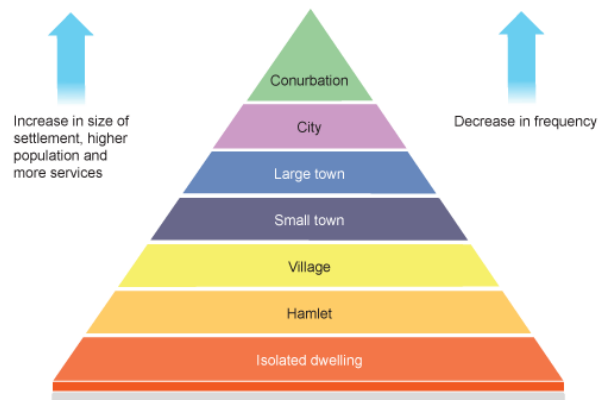 Conurbation
City
Large town
Small town
Village
Hamlet
Isolated dwelling
Increase in size of
settlement, higher
population and
more services
Decrease in frequency